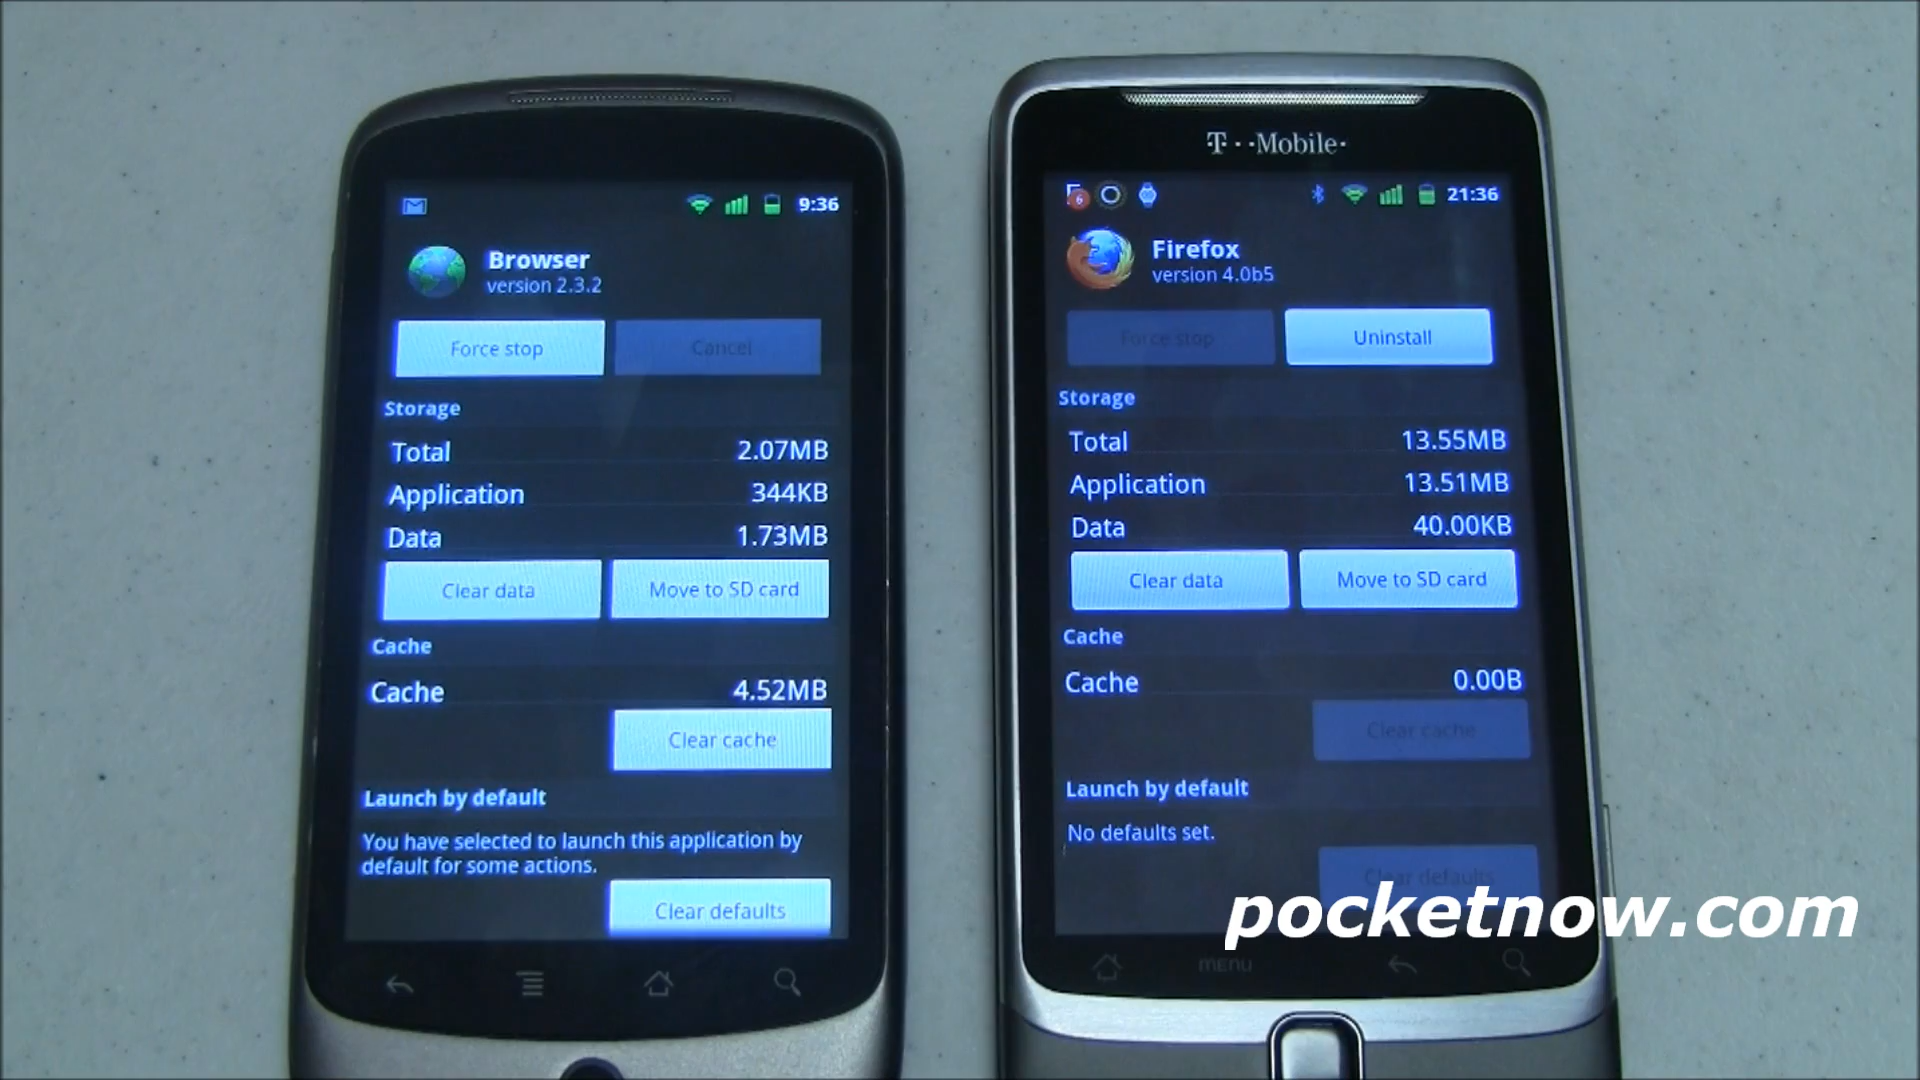 9:36
Browser
version 2.3.2
Force stop
Cancel
Storage
Total 2.07MB
Application 344KB
Data 1.73MB
Clear data
Move to SD card
Cache
Cache 4.52MB
Clear cache
Launch by default
You have selected to launch this application by
default for some actions.
Clear defaults
T··Mobile·
6
21:36
Firefox
version 4.0b5
Force stop
Uninstall
Storage
Total 13.55MB
Application 13.51MB
Data 40.00KB
Clear data
Move to SD card
Cache
Cache 0.00B
Clear cache
Launch by default
No defaults set.
Clear defaults
menu
pocketnow.com